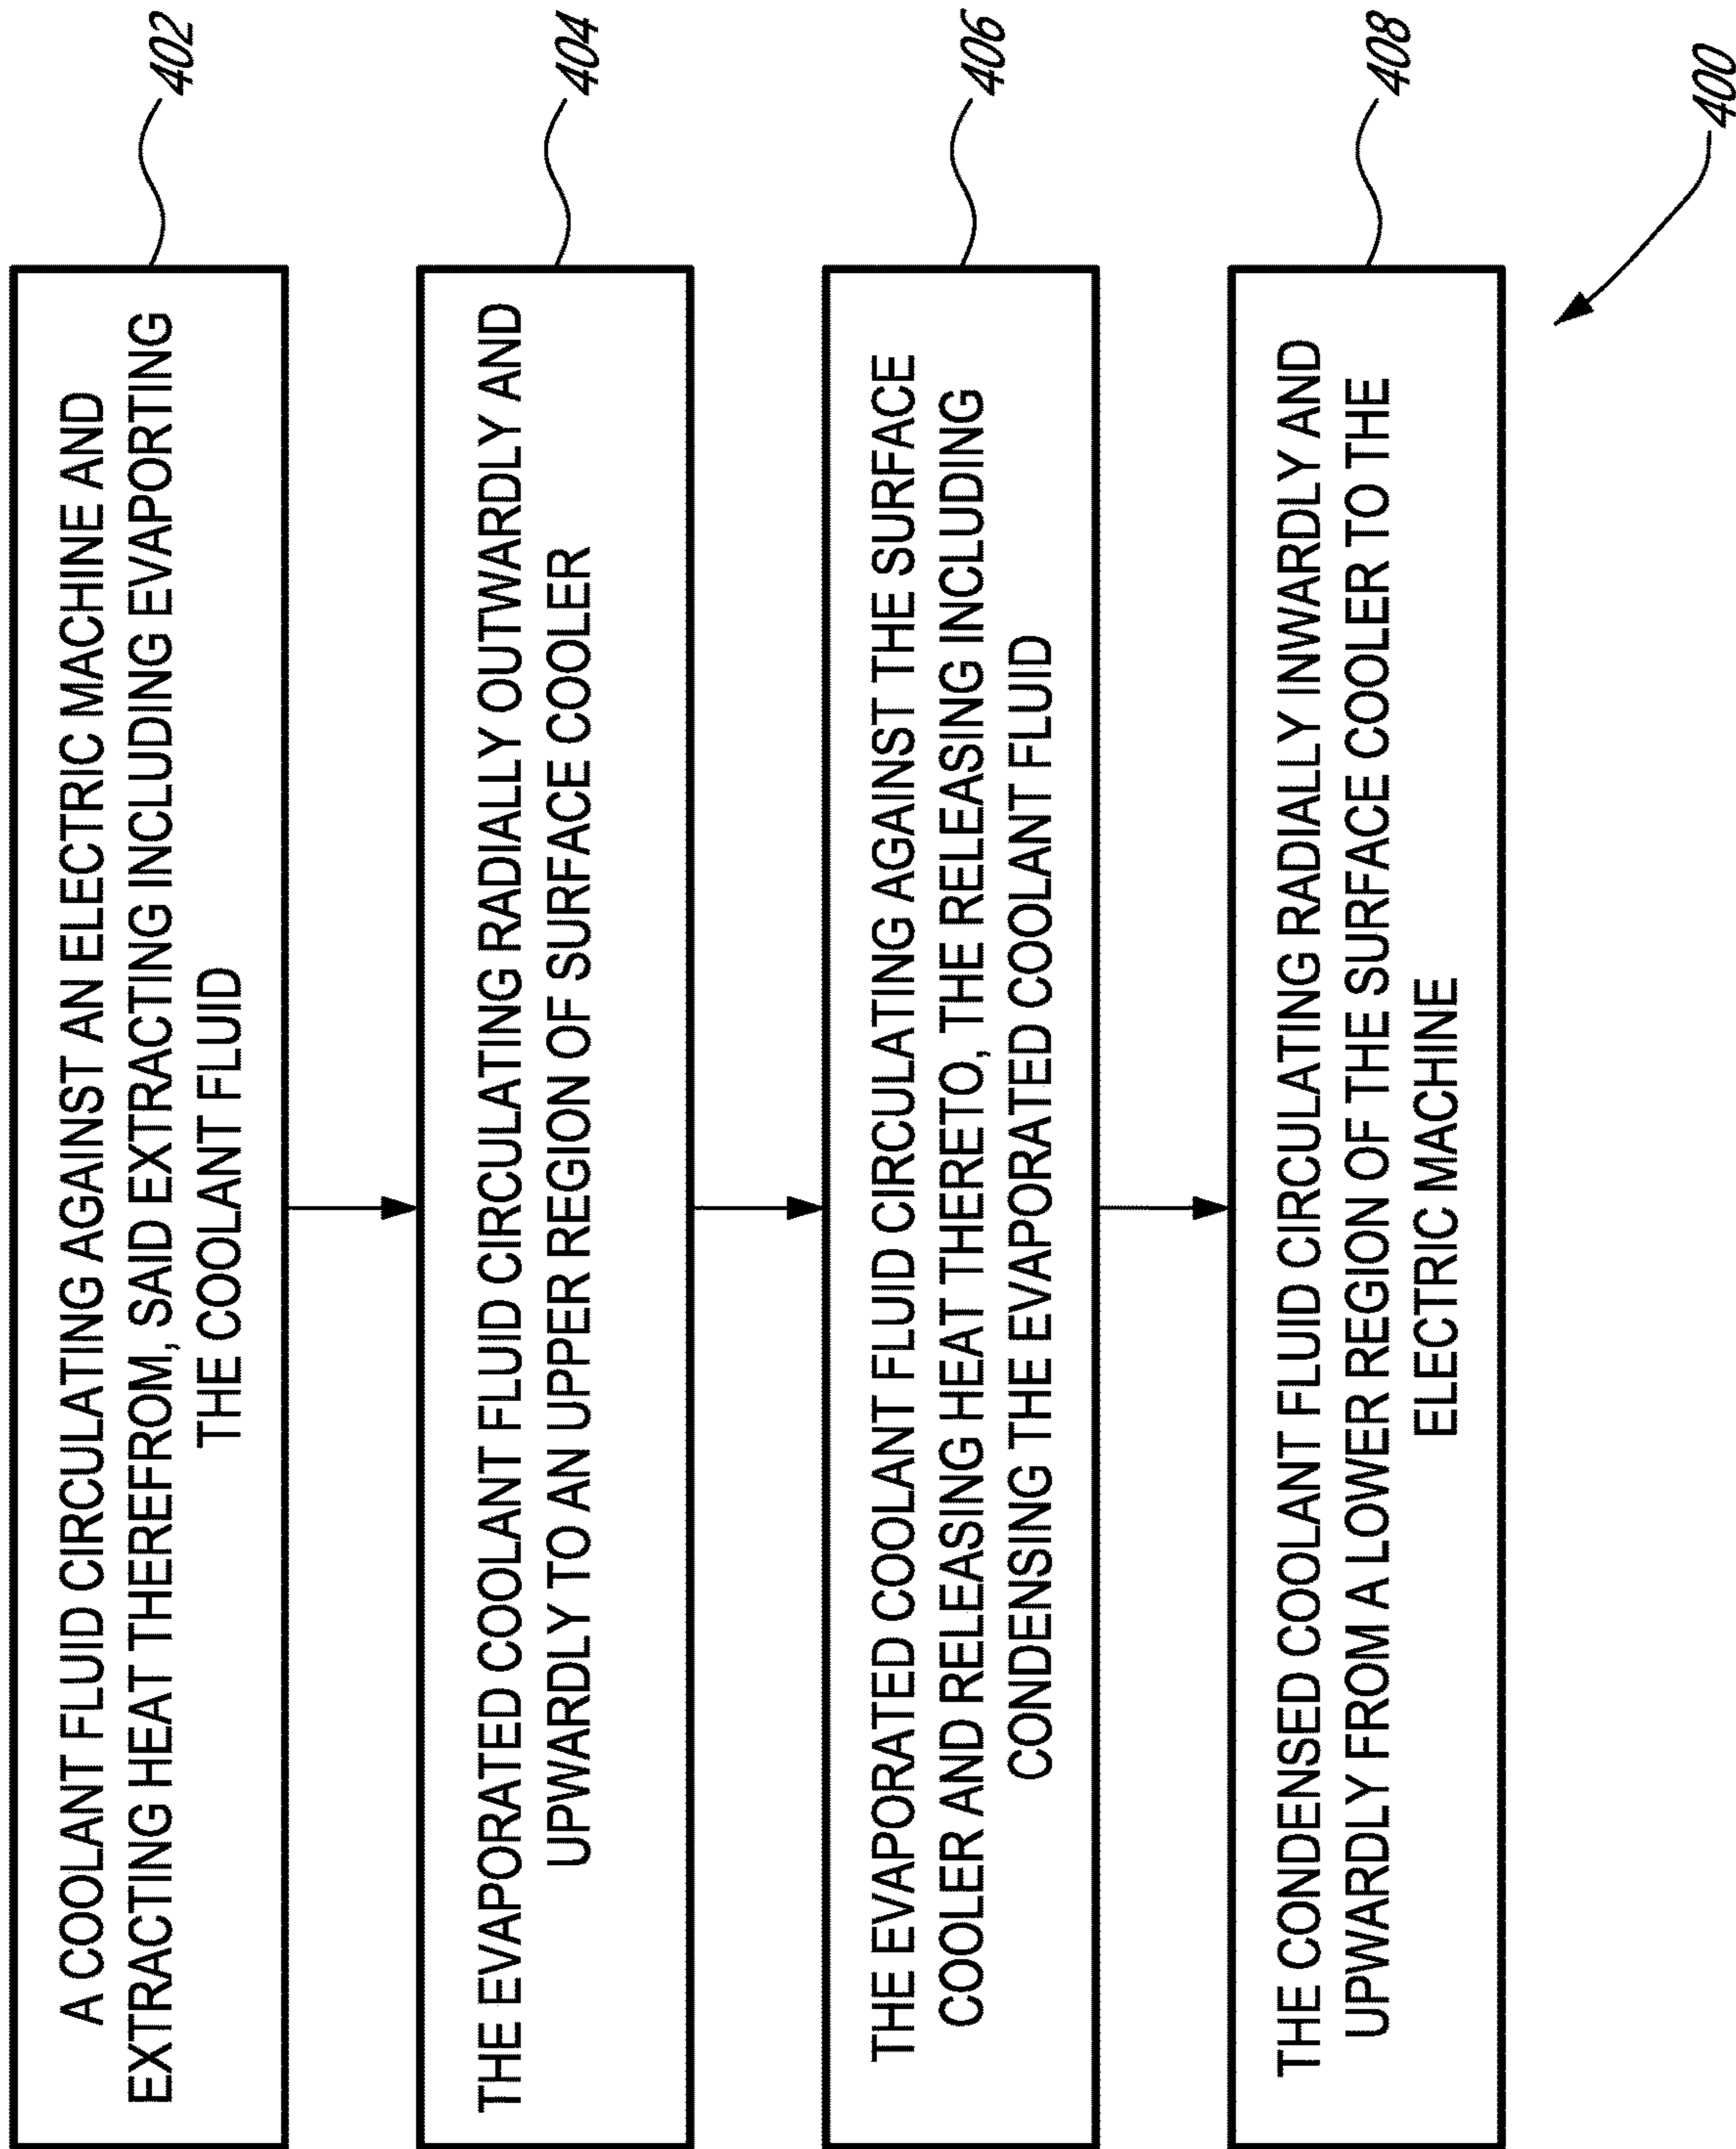 A COOLANT FLUID CIRCULATING AGAINST AN ELECTRIC MACHINE AND
EXTRACTING HEAT THEREFROM, SAID EXTRACTING INCLUDING EVAPORTING
THE COOLANT FLUID
402
THE EVAPORATED COOLANT FLUID CIRCULATING RADIALLY OUTWARDLY AND
UPWARDLY TO AN UPPER REGION OF SURFACE COOLER
404
THE EVAPORATED COOLANT FLUID CIRCULATING AGAINST THE SURFACE
COOLER AND RELEASING HEAT THERETO, THE RELEASING INCLUDING
CONDENSING THE EVAPORATED COOLANT FLUID
406
THE CONDENSED COOLANT FLUID CIRCULATING RADIALLY INWARDLY AND
UPWARDLY FROM A LOWER REGION OF THE SURFACE COOLER TO THE
ELECTRIC MACHINE
408
400